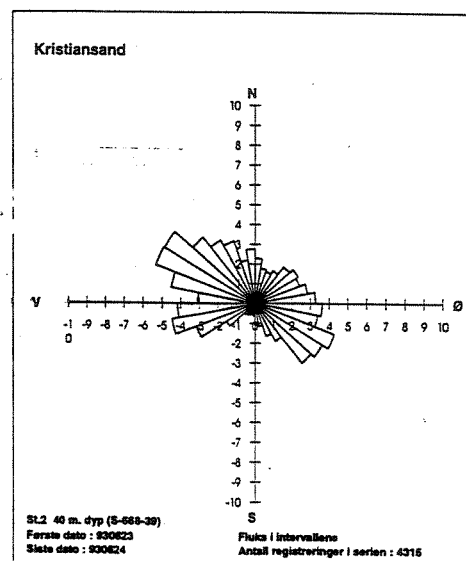 Kristiansand
N
10
9
8
7
6
5
4
3
2
V
Ø
-1 -9 -8 -7 -6 -5 -4 -3 -2 -1 0 1 2 3 4 5 6 7 8 9 10
0
-2
-3
-4
-5
-6
-7
-8
-9
-10
S
St.2 40 m. dyp (S-568-39)
Første dato : 930623
Siste dato : 930624
Fluks i intervallene
Antall registreringer i serien : 4315